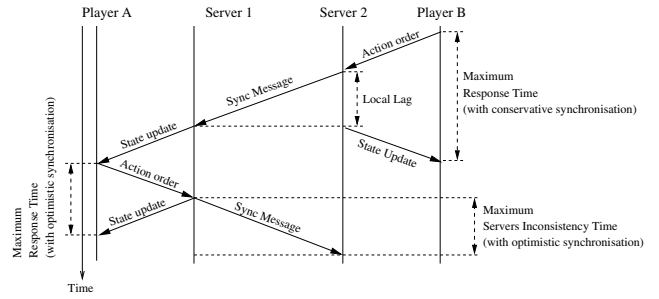 Player A
Server 1
Server 2
Player B
Action order
Sync Message
Local Lag
Maximum
Response Time
(with conservative synchronisation)
State update
State Update
Action order
Maximum
Response Time
(with optimistic synchronisation)
State update
Sync Message
Maximum
Servers Inconsistency Time
(with optimistic synchronisation)
Time